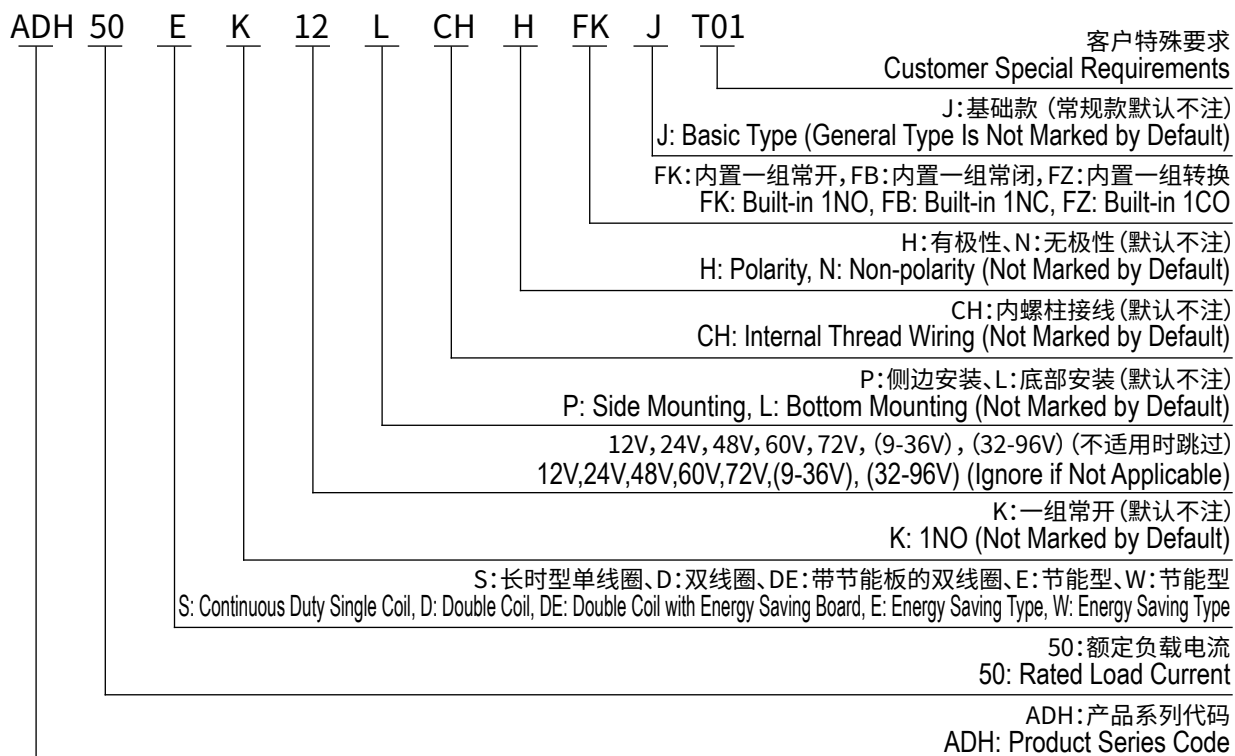 ADH 50 E K 12 L CH H FK J T01
客户特殊要求
Customer Special Requirements
J:基础款 (常规款默认不注)
J: Basic Type (General Type Is Not Marked by Default)
FK:内置一组常开,FB:内置一组常闭,FZ:内置一组转换
FK: Built-in 1NO, FB: Built-in 1NC, FZ: Built-in 1CO
H:有极性、N:无极性(默认不注)
H: Polarity, N: Non-polarity (Not Marked by Default)
CH:内螺柱接线(默认不注)
CH: Internal Thread Wiring (Not Marked by Default)
P:侧边安装、L:底部安装(默认不注)
P: Side Mounting, L: Bottom Mounting (Not Marked by Default)
12V,24V,48V,60V,72V, (9-36V), (32-96V) (不适用时跳过)
12V,24V,48V,60V,72V,(9-36V), (32-96V) (Ignore if Not Applicable)
K:一组常开(默认不注)
K: 1NO (Not Marked by Default)
S:长时型单线圈、D:双线圈、DE:带节能板的双线圈、E:节能型、W:节能型
S: Continuous Duty Single Coil, D: Double Coil, DE: Double Coil with Energy Saving Board, E: Energy Saving Type, W: Energy Saving Type
50:额定负载电流
50: Rated Load Current
ADH:产品系列代码
ADH: Product Series Code